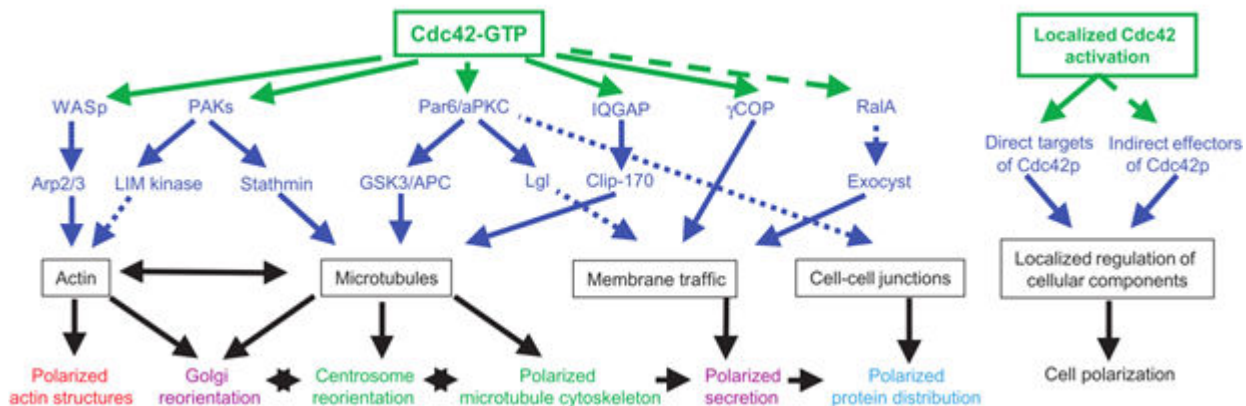 Cdc42-GTP
Localized Cdc42
activation
WASp
PAKs
Par6/aPKC
IQGAP
γCOP
RalA
Direct targets
of Cdc42p
Indirect effectors
of Cdc42p
Arp2/3
LIM kinase
Stathmin
GSK3/APC
Lgl
Clip-170
Exocyst
Actin
Microtubules
Membrane traffic
Cell-cell junctions
Localized regulation of
cellular components
Polarized
actin structures
Golgi
reorientation
Centrosome
reorientation
Polarized
microtubule cytoskeleton
Polarized
secretion
Polarized
protein distribution
Cell polarization